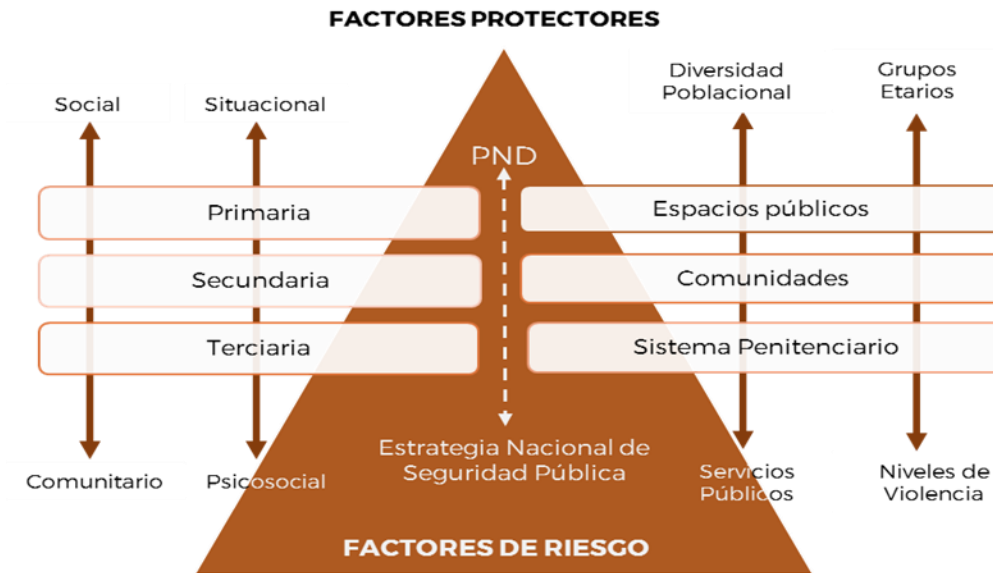 FACTORES PROTECTORES
Social
Situacional
Diversidad
Poblacional
Grupos
Etarios
PND
Primaria
Espacios públicos
Secundaria
Comunidades
Terciaria
Sistema Penitenciario
Estrategia Nacional de
Seguridad Pública
Comunitario
Psicosocial
Servicios
Públicos
Niveles de
Violencia
FACTORES DE RIESGO